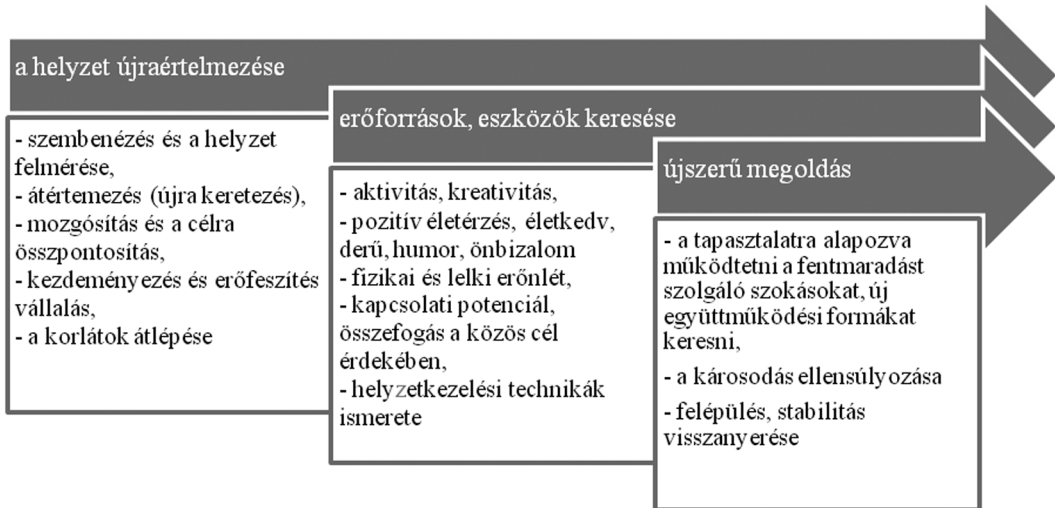 a helyzet újraértelmezése
- szembenézés és a helyzet
felmérése,
- átértemezés (újra keretezés),
- mozgósítás és a célra
összpontosítás,
- kezdeményezés és erőfeszítés
vállalás,
- a korlátok átlépése
erőforrások, eszközök keresése
- aktivitás, kreativitás,
- pozitív életérzés, életkedv,
derű, humor, önbizalom
- fizikai és lelki erőnlét,
- kapcsolati potenciál,
összefogás a közös cél
érdekében,
- helyzetkezelési technikák
ismerete
újszerű megoldás
- a tapasztalatra alapozva
működtetni a fentmaradást
szolgáló szokásokat, új
együttműködési formákat
keresni,
- a károsodás ellensúlyozása
- felépülés, stabilitás
visszanyerése